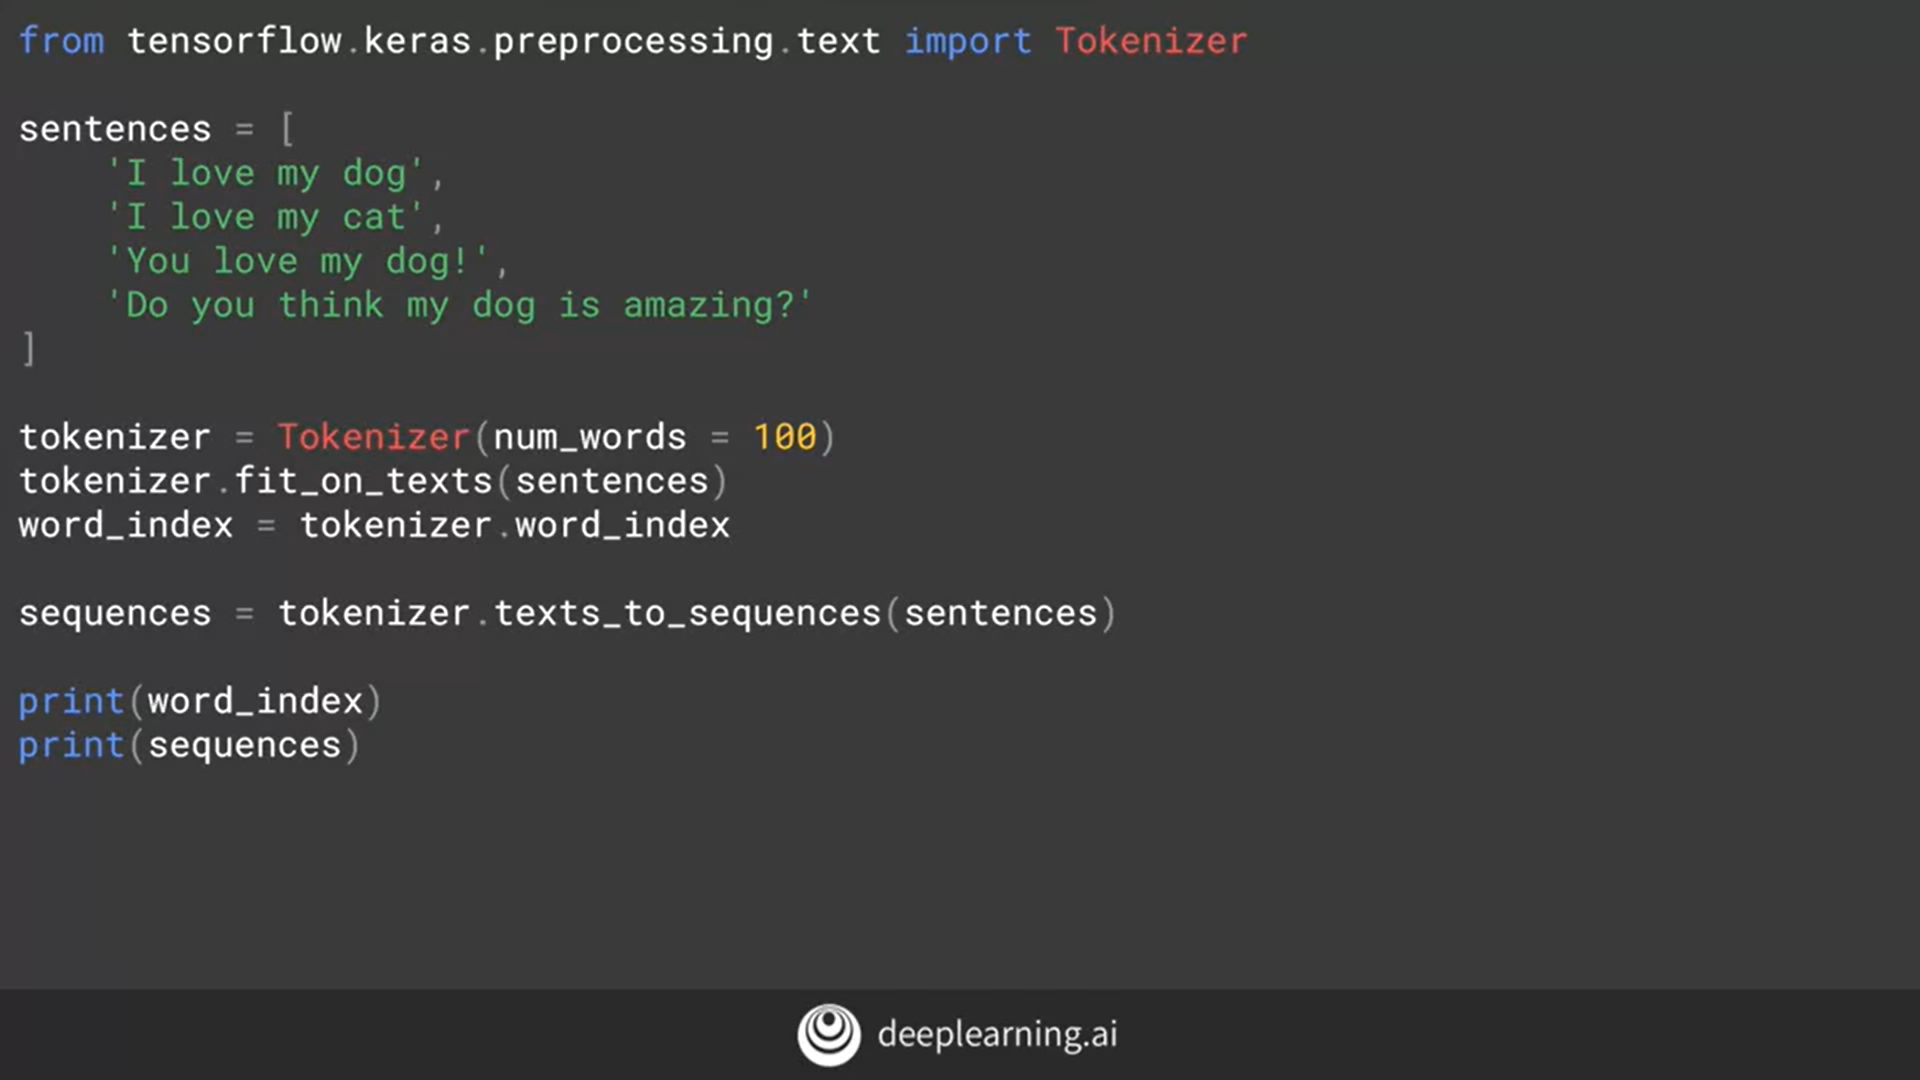 from tensorflow.keras.preprocessing.text import Tokenizer
sentences = [
    'I love my dog',
    'I love my cat',
    'You love my dog!',
    'Do you think my dog is amazing?'
]
tokenizer = Tokenizer(num_words = 100)
tokenizer.fit_on_texts(sentences)
word_index = tokenizer.word_index
sequences = tokenizer.texts_to_sequences(sentences)
print(word_index)
print(sequences)
deeplearning.ai